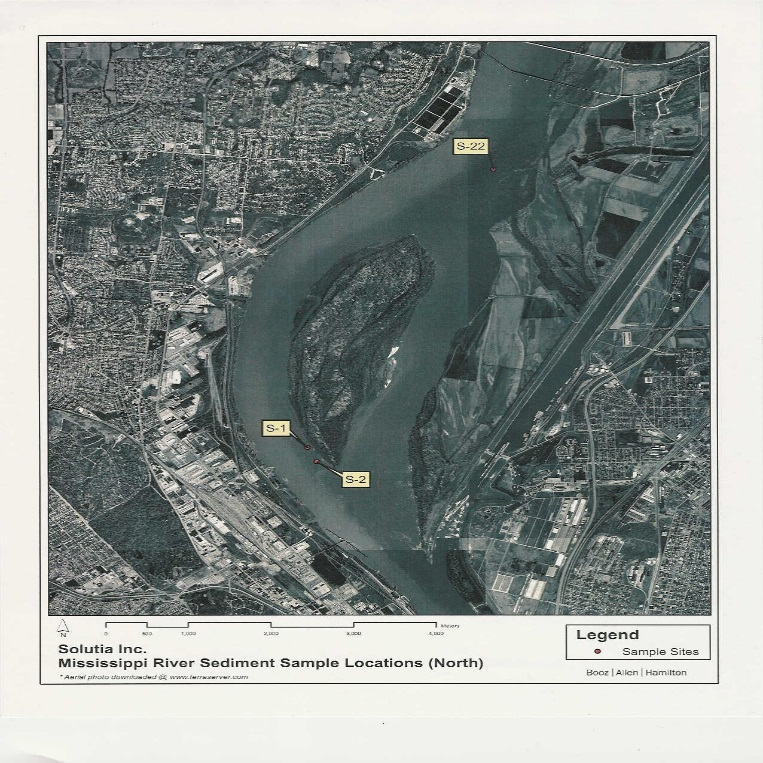 S-22
S-1
S-2
N
0 500 1,000 2,000 3,000 4,000 Meters
Solutia Inc.
Mississippi River Sediment Sample Locations (North)
* Aerial photo downloaded @ www.terraserver.com
Legend
Sample Sites
Booz | Allen | Hamilton